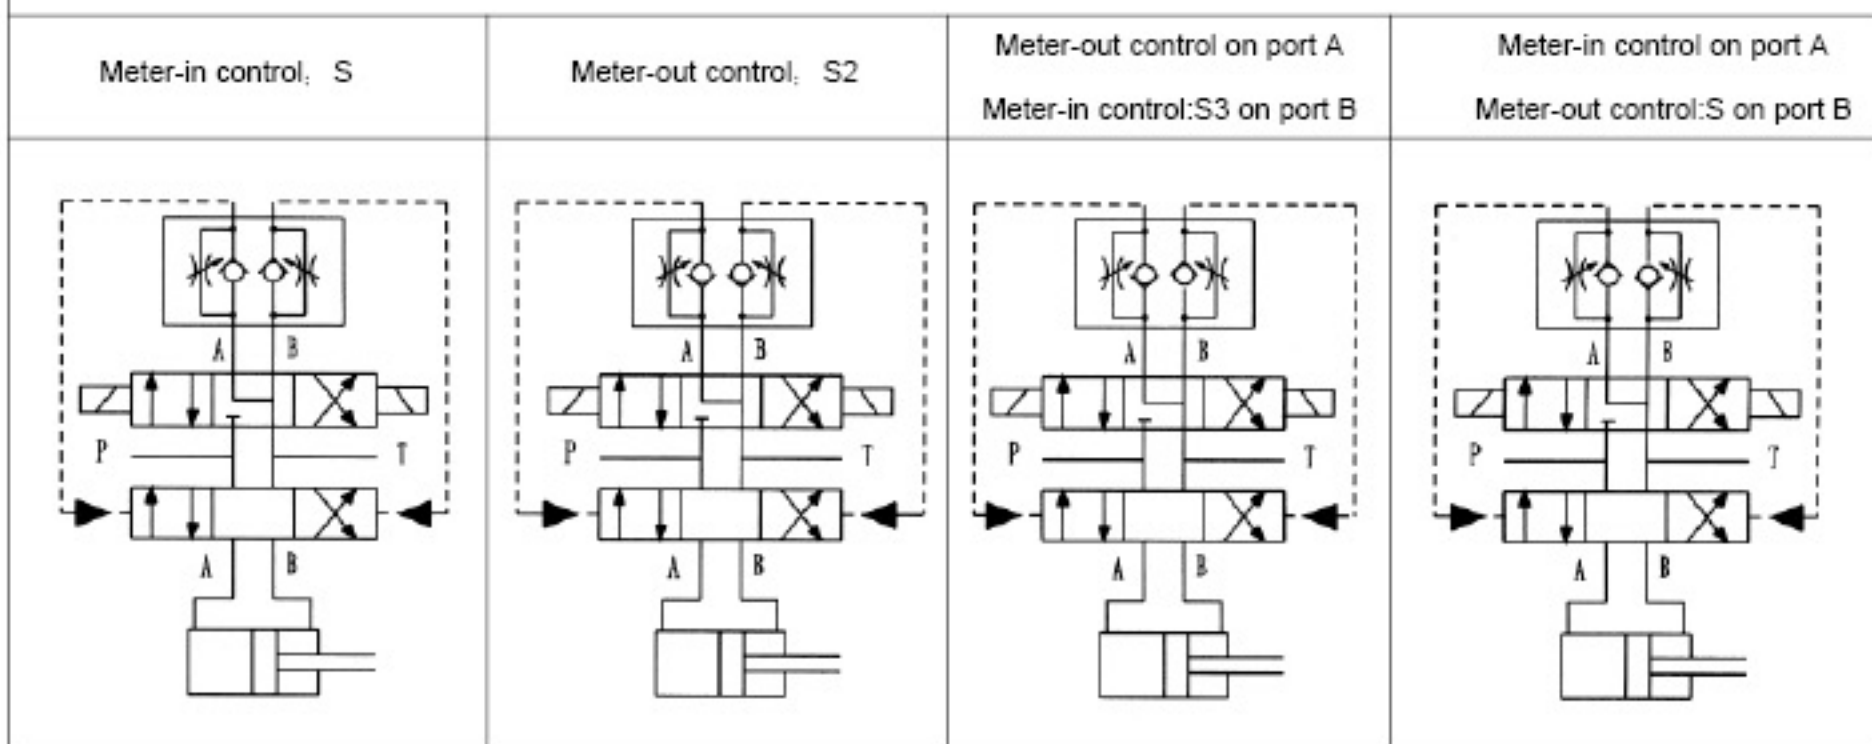 Meter-in control: S
Meter-out control: S2
Meter-out control on port A
Meter-in control:S3 on port B
Meter-in control on port A
Meter-out control:S on port B
A B
P T
A B
A B
P T
A B
A B
P T
A B
A B
P T
A B